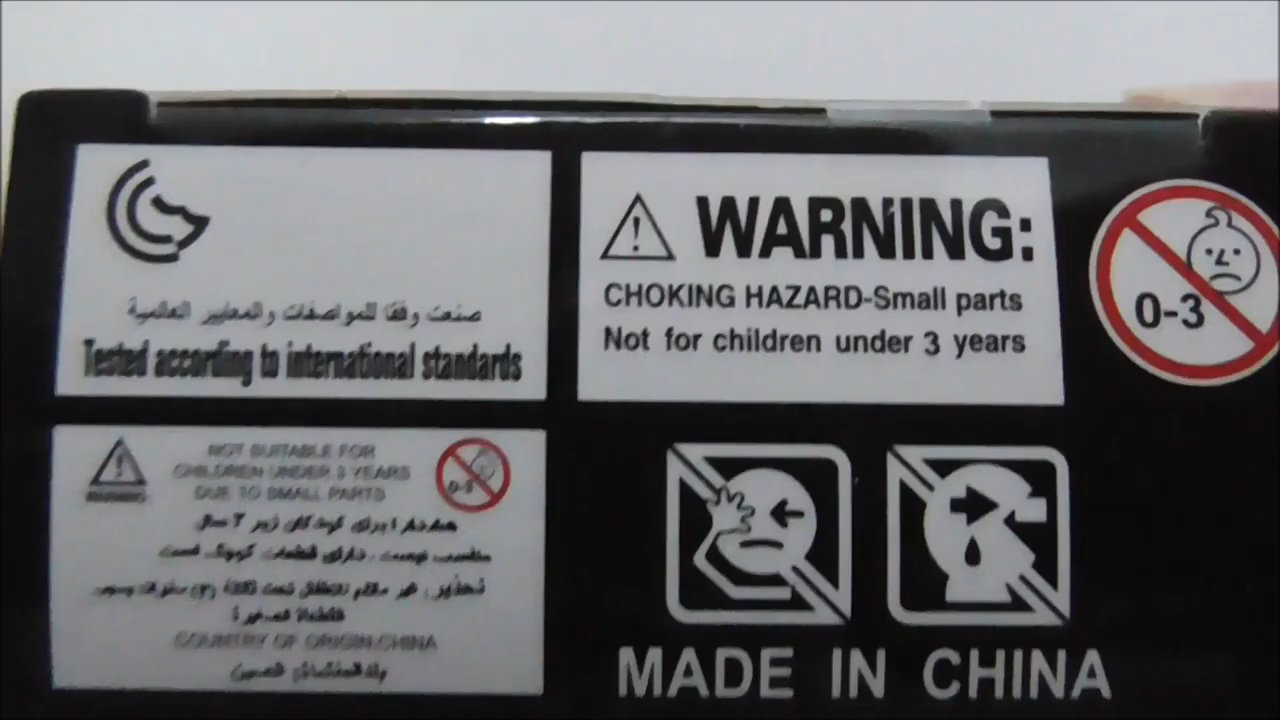 صنعت وفقا للمواصفات والمعايير العالمية
Tested according to international standards
WARNING:
CHOKING HAZARD-Small parts
Not for children under 3 years
0-3
NOT SUITABLE FOR
CHILDREN UNDER 3 YEARS
DUE TO SMALL PARTS
0-3
COUNTRY OF ORIGIN:CHINA
MADE IN CHINA